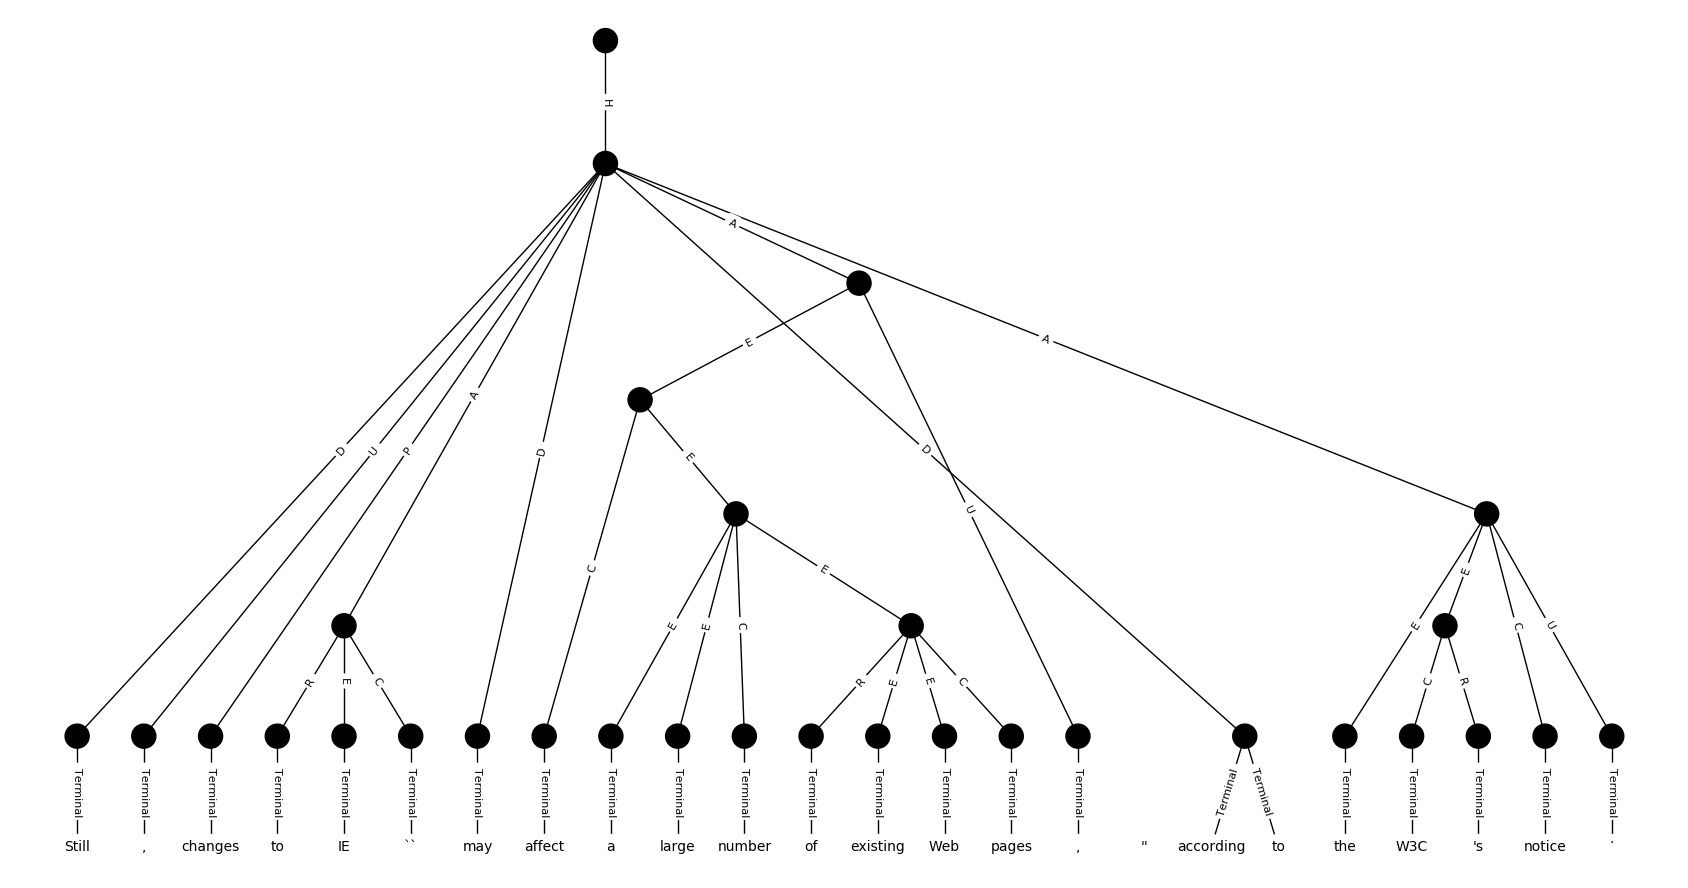 H
A
E
A
A
D
U
P
D
D
E
U
C
E
E
R
E
C
E
E
C
R
E
E
C
E
C
R
C
U
Terminal Terminal Terminal Terminal Terminal Terminal Terminal Terminal Terminal Terminal Terminal Terminal Terminal Terminal Terminal Terminal Terminal Terminal Terminal Terminal Terminal Terminal Terminal
Still , changes to IE `` may affect a large number of existing Web pages , " according to the W3C 's notice .